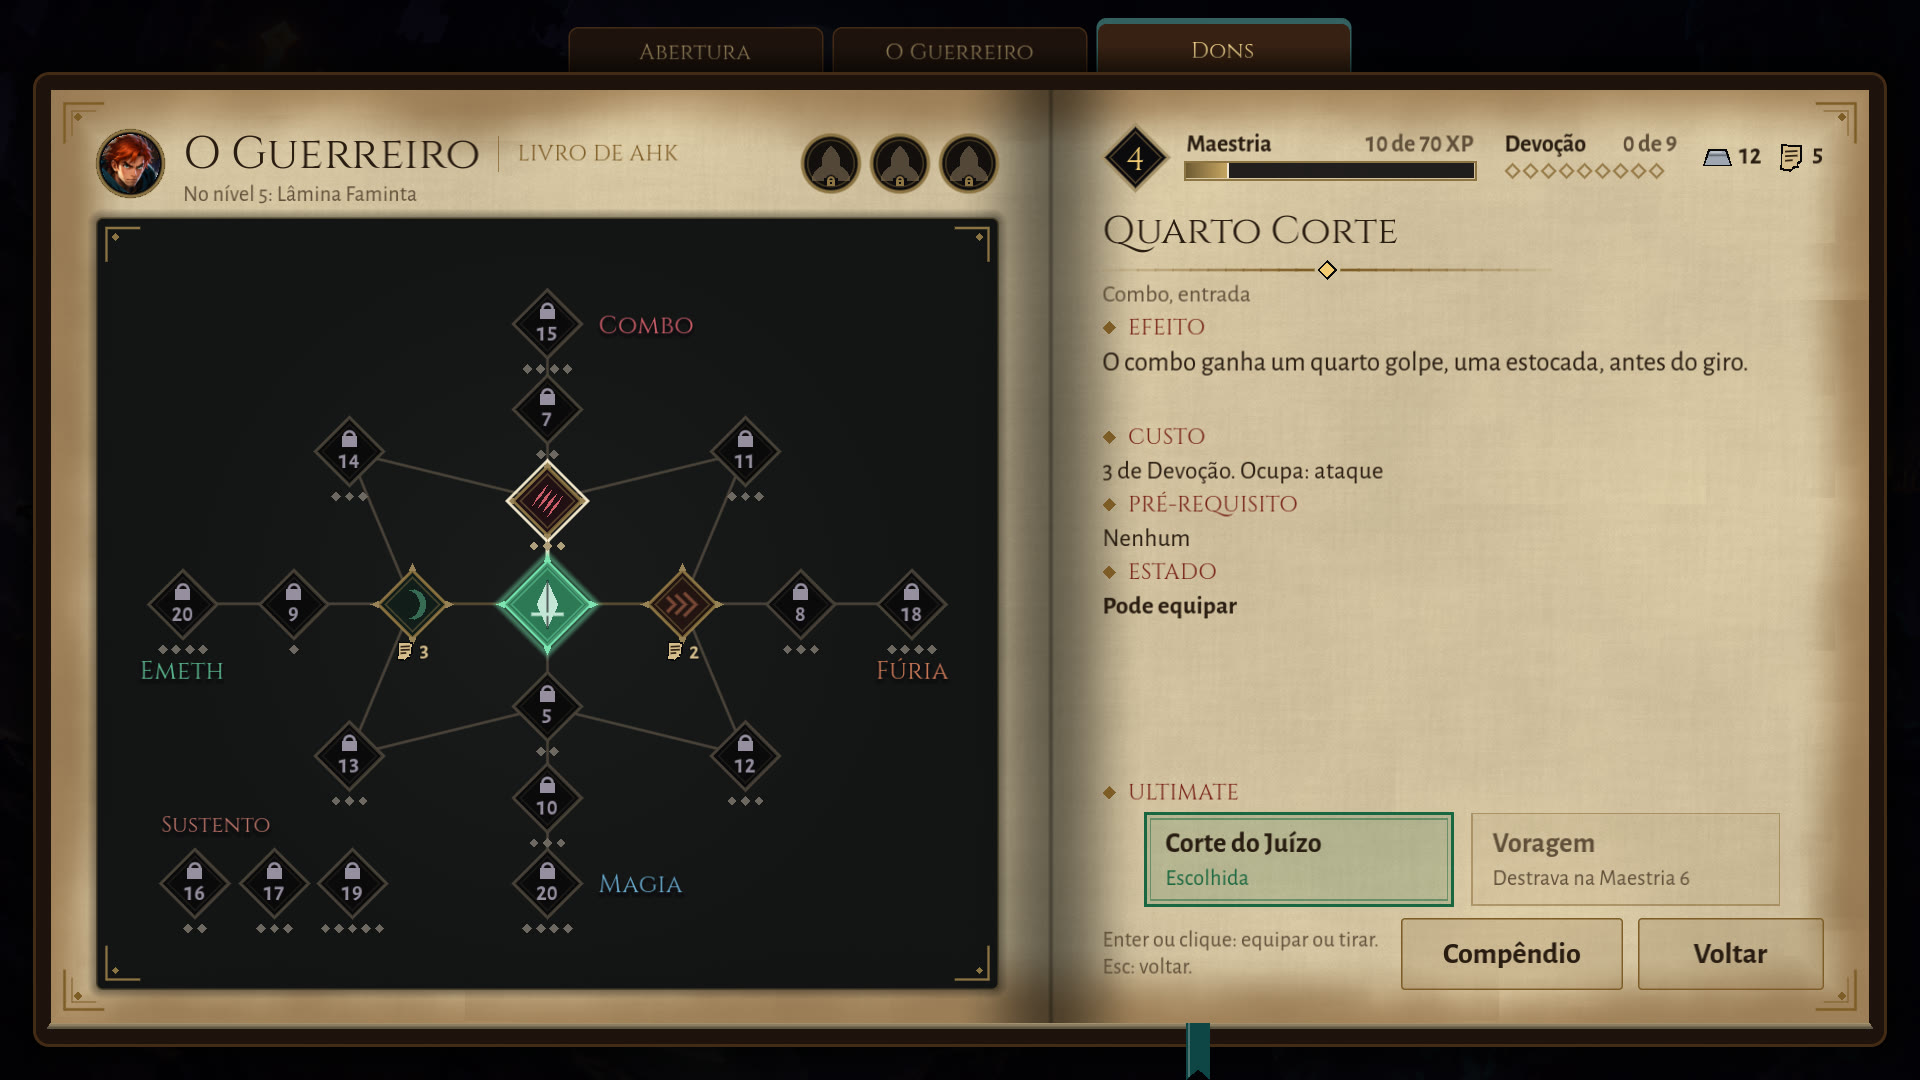 ABERTURA
O GUERREIRO
DONS
O GUERREIRO
LIVRO DE AHK
No nível 5: Lâmina Faminta
4
Maestria
10 de 70 XP
Devoção
0 de 9
12
5
QUARTO CORTE
Combo, entrada
EFEITO
O combo ganha um quarto golpe, uma estocada, antes do giro.
CUSTO
3 de Devoção. Ocupa: ataque
PRÉ-REQUISITO
Nenhum
ESTADO
Pode equipar
15
COMBO
7
14
11
20
9
8
18
3
2
EMETH
FÚRIA
5
13
12
10
SUSTENTO
16
17
19
20
MAGIA
ULTIMATE
Corte do Juízo
Escolhida
Voragem
Destrava na Maestria 6
Enter ou clique: equipar ou tirar.
Esc: voltar.
Compêndio
Voltar